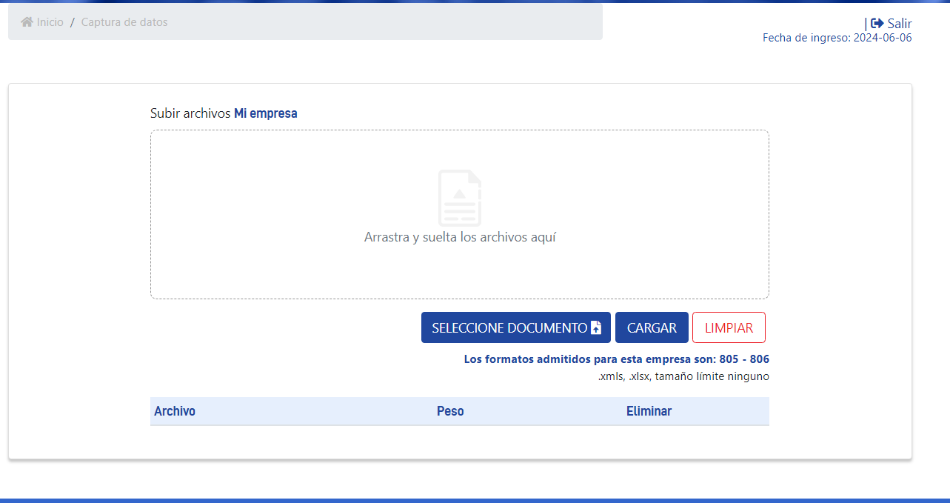 Inicio / Captura de datos
| Salir
Fecha de ingreso: 2024-06-06
Subir archivos Mi empresa
Arrastra y suelta los archivos aquí
SELECCIONE DOCUMENTO CARGAR LIMPIAR
Los formatos admitidos para esta empresa son: 805 - 806
.xmls, .xlsx, tamaño límite ninguno
Archivo Peso Eliminar